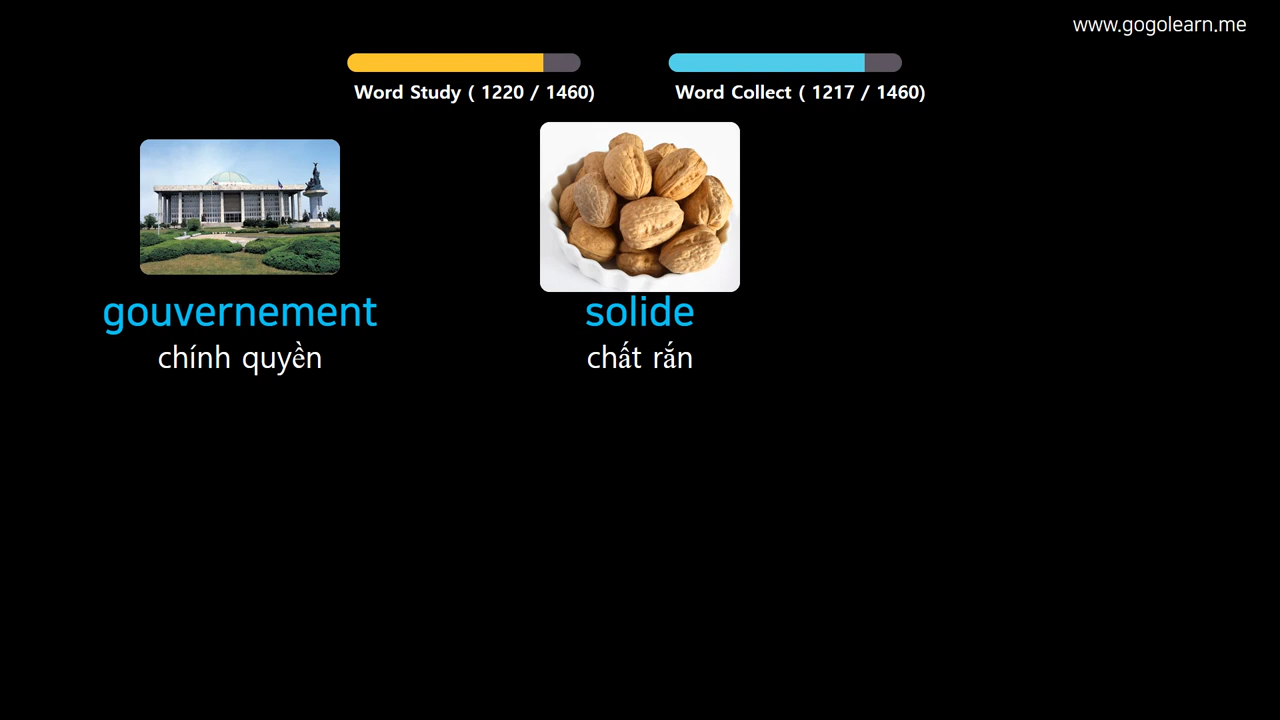 www.gogolearn.me
Word Study ( 1220 / 1460)
Word Collect ( 1217 / 1460)
gouvernement
chính quyền
solide
chất rắn